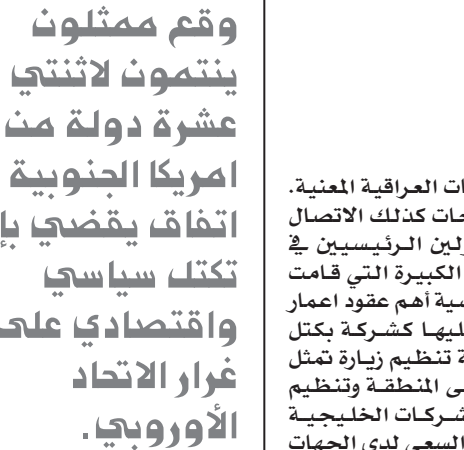 وقع ممثلون
ينتمون لاثنتي
عشرة دولة من
امريكا الجنوبية
اتفاق يقضي
تكتل سياسي
واقتصادي على
غرار الاتحاد
الأوروبي.
العراقية المعنية.
كذلك الاتصال
الرئيسيين في
الكبيرة التي قامت
أهم عقود اعمار
كشركة بكتل
تنظيم زيارة تمثل
المنطقة وتنظيم
الخليجية
السعي لدى الجهات